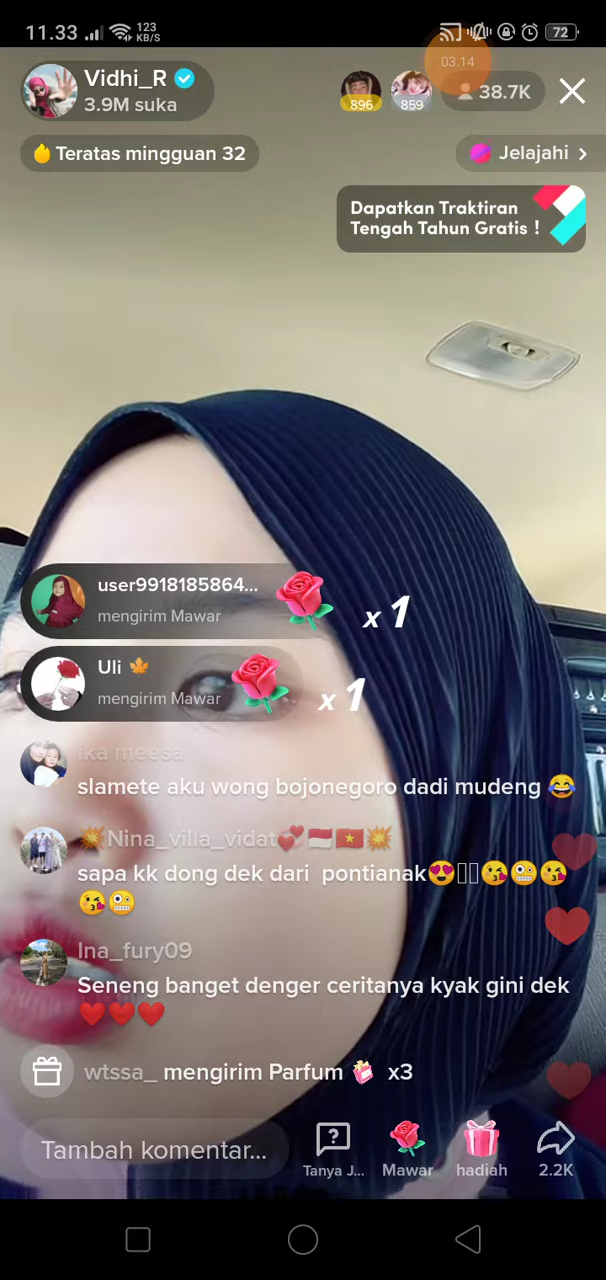 11.33
123
KB/S
72
03.14
Vidhi_R
3.9M suka
896
859
38.7K
Teratas mingguan 32
Jelajahi
Dapatkan Traktiran
Tengah Tahun Gratis !
user9918185864...
mengirim Mawar
x 1
Uli 🍁
mengirim Mawar
x 1
ika meesa
slamete aku wong bojonegoro dadi mudeng 😂
💥Nina_villa_vidat💕🇮🇩🇻🇳💥
sapa kk dong dek dari pontianak😍▯▯😘🤪😘
😘🤪
Ina_fury09
Seneng banget denger ceritanya kyak gini dek
❤️❤️❤️
wtssa_ mengirim Parfum x3
Tambah komentar...
Tanya J...
Mawar
hadiah
2.2K